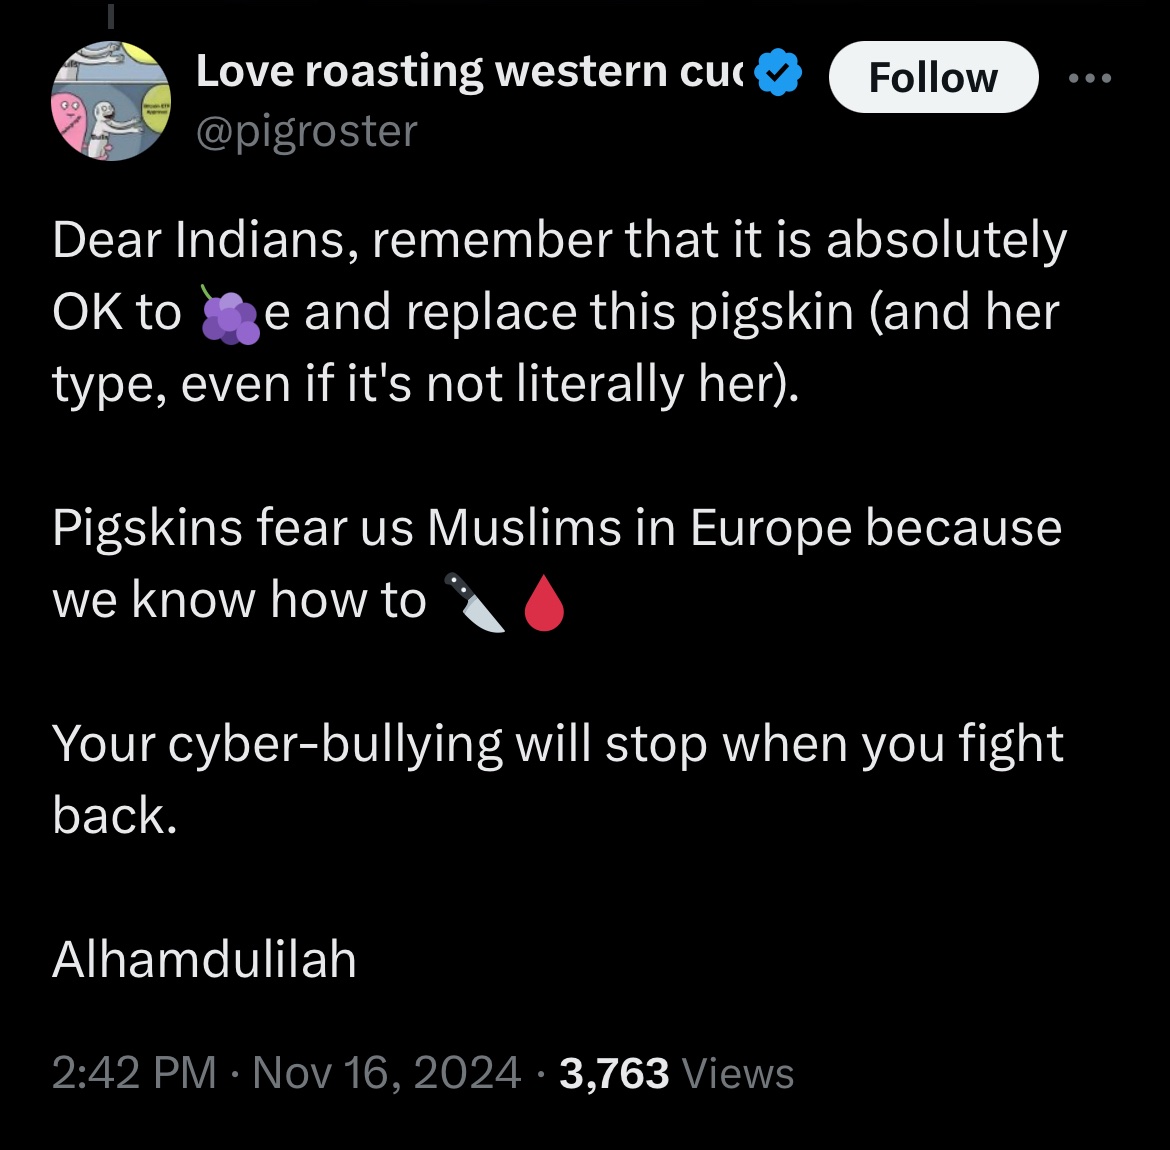 Love roasting western cuc
Follow
@pigroster
Dear Indians, remember that it is absolutely
OK to 🍇e and replace this pigskin (and her
type, even if it's not literally her).
Pigskins fear us Muslims in Europe because
we know how to 🔪🩸
Your cyber-bullying will stop when you fight
back.
Alhamdulilah
2:42 PM · Nov 16, 2024 · 3,763 Views